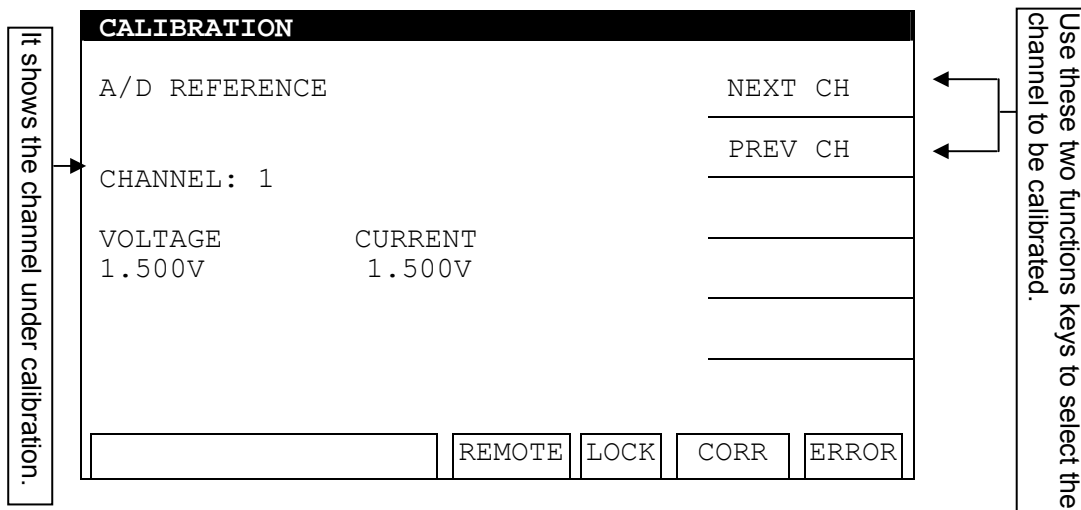 It shows the channel under calibration.
CALIBRATION
A/D REFERENCE
NEXT CH
PREV CH
CHANNEL: 1
VOLTAGE CURRENT
1.500V 1.500V
REMOTE LOCK CORR ERROR
Use these two functions keys to select the
channel to be calibrated.